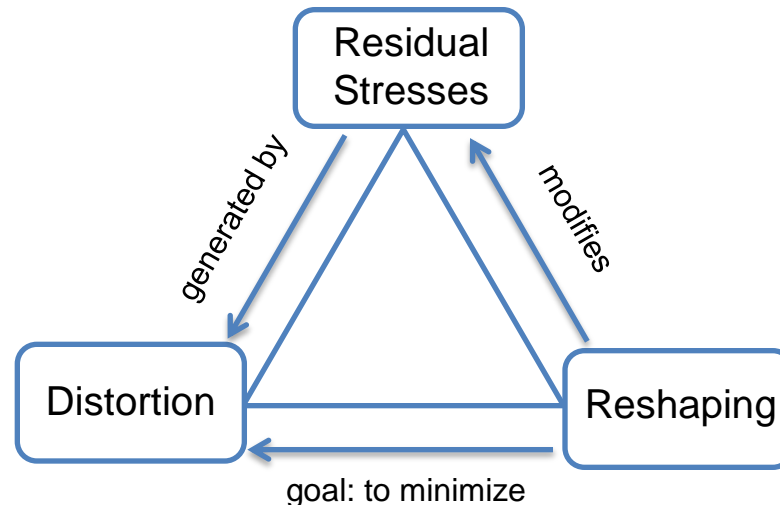 Residual
Stresses
generated by
modifies
Distortion
Reshaping
goal: to minimize